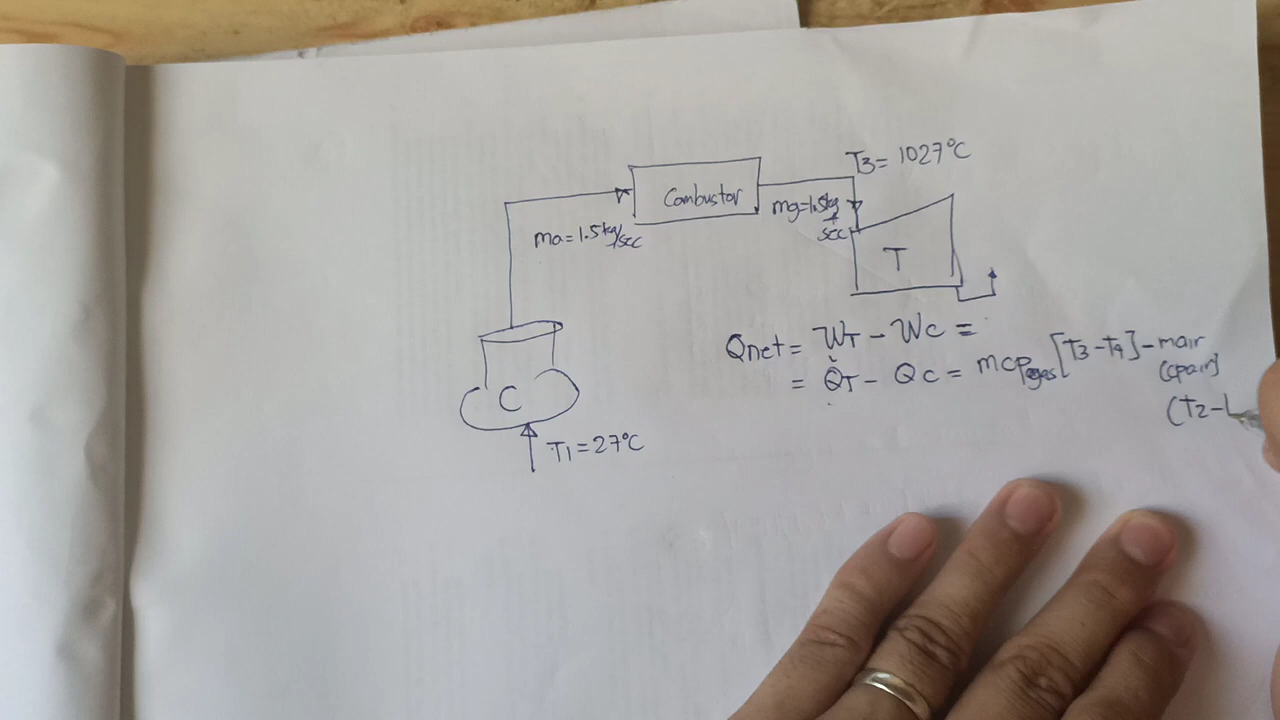 T3 = 1027°C
Combustor
mg=1.5kg
sec
ma = 1.5kg/sec
T
C
T1 = 27°C
Qnet = WT - WC =
= QT - QC = mcpgas [T3-T4] - mair
(cpair)
(T2-